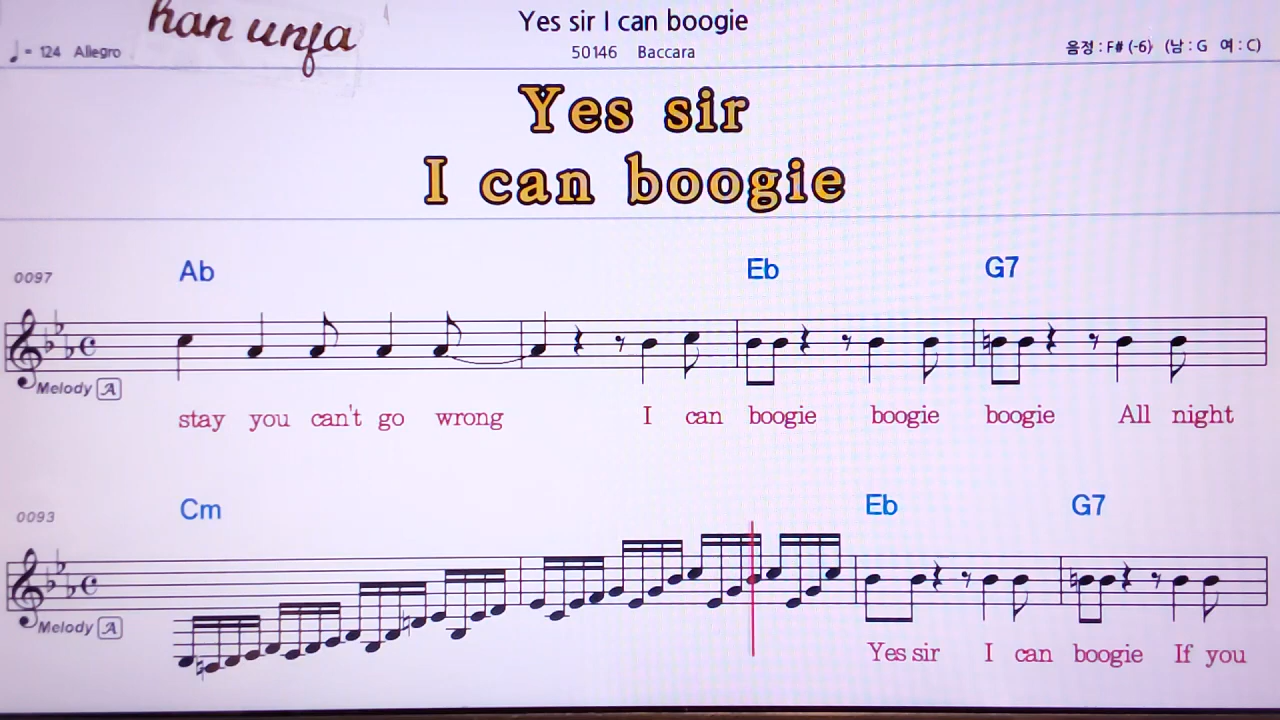 han unfa
Yes sir I can boogie
♩ = 124 Allegro
50146 Baccara
음정 : F# (-6) (남 : G 여 : C)
Yes sir
I can boogie
0097
Ab Eb G7
Melody A
stay you can't go wrong I can boogie boogie boogie All night
0093
Cm Eb G7
Melody A
Yes sir I can boogie If you